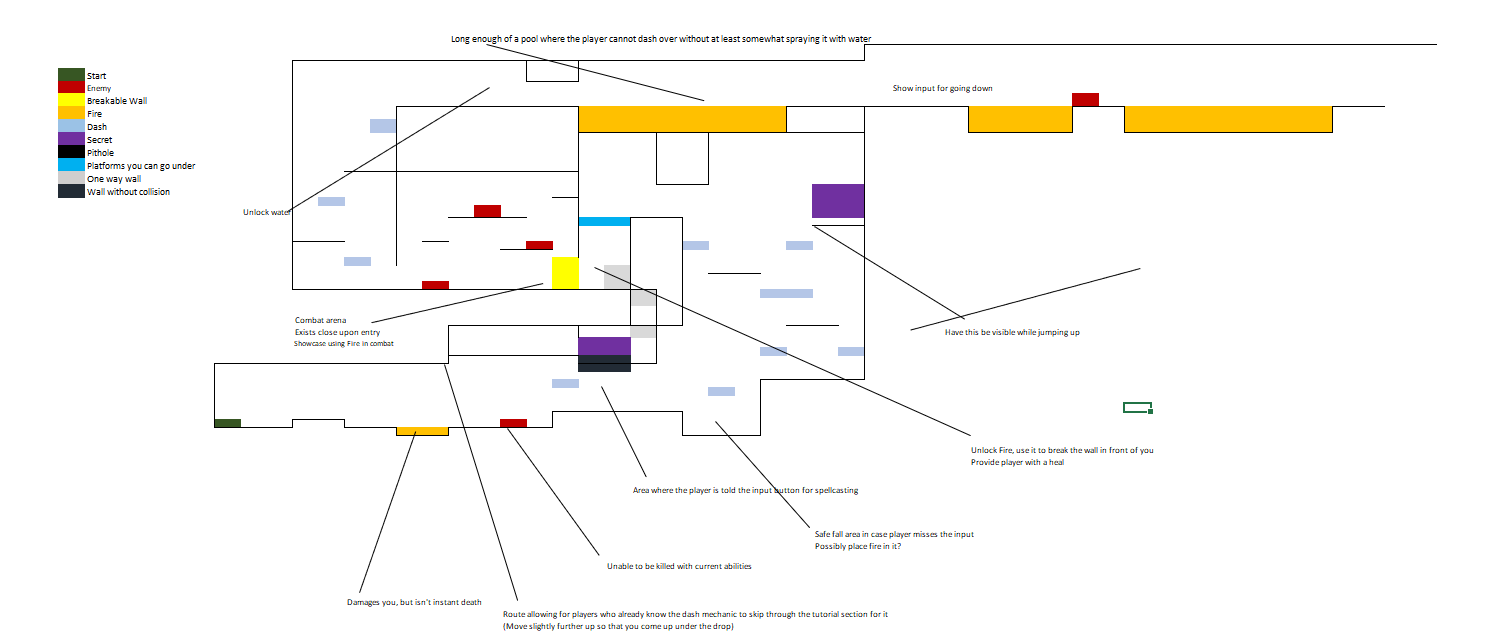 Long enough of a pool where the player cannot dash over without at least somewhat spraying it with water
Start
Enemy
Breakable Wall
Fire
Dash
Secret
Pithole
Platforms you can go under
One way wall
Wall without collision
Show input for going down
Unlock water
Combat arena
Exists close upon entry
Showcase using Fire in combat
Have this be visible while jumping up
Unlock Fire, use it to break the wall in front of you
Provide player with a heal
Area where the player is told the input button for spellcasting
Safe fall area in case player misses the input
Possibly place fire in it?
Unable to be killed with current abilities
Damages you, but isn't instant death
Route allowing for players who already know the dash mechanic to skip through the tutorial section for it
(Move slightly further up so that you come up under the drop)